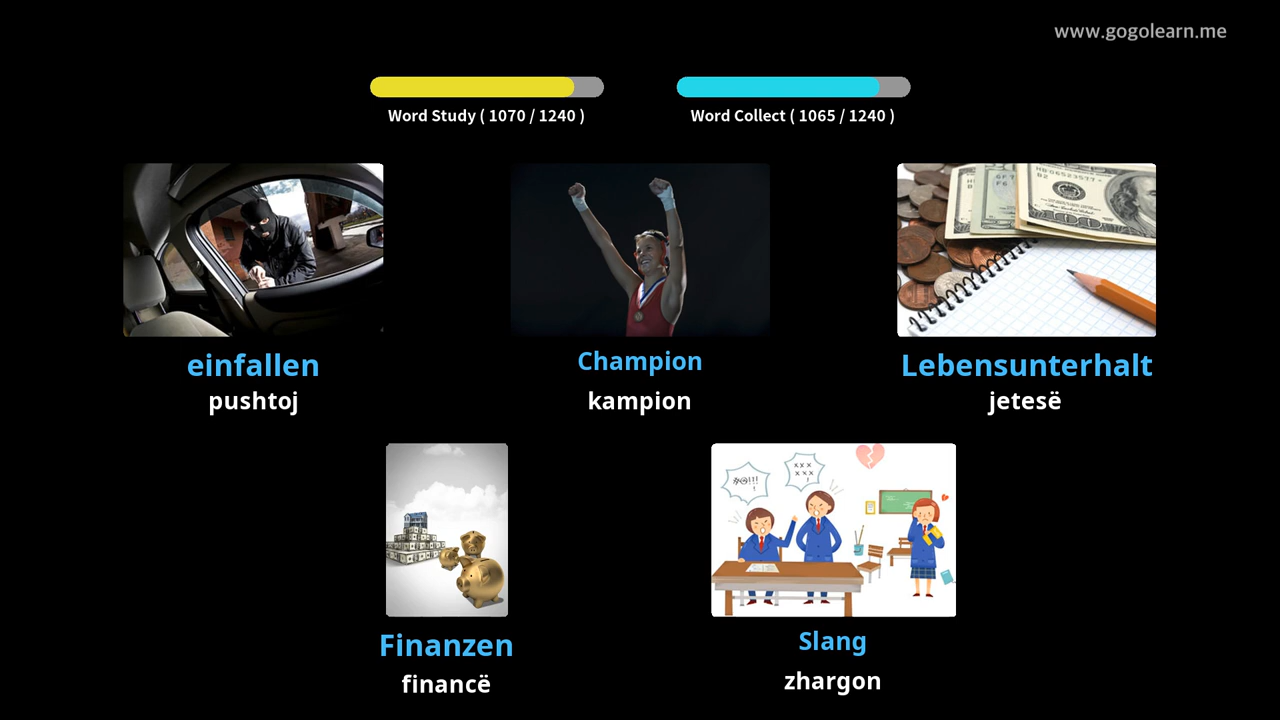 www.gogolearn.me
Word Study ( 1070 / 1240 )
Word Collect ( 1065 / 1240 )
einfallen
pushtoj
Champion
kampion
Lebensunterhalt
jetesë
Finanzen
financë
Slang
zhargon